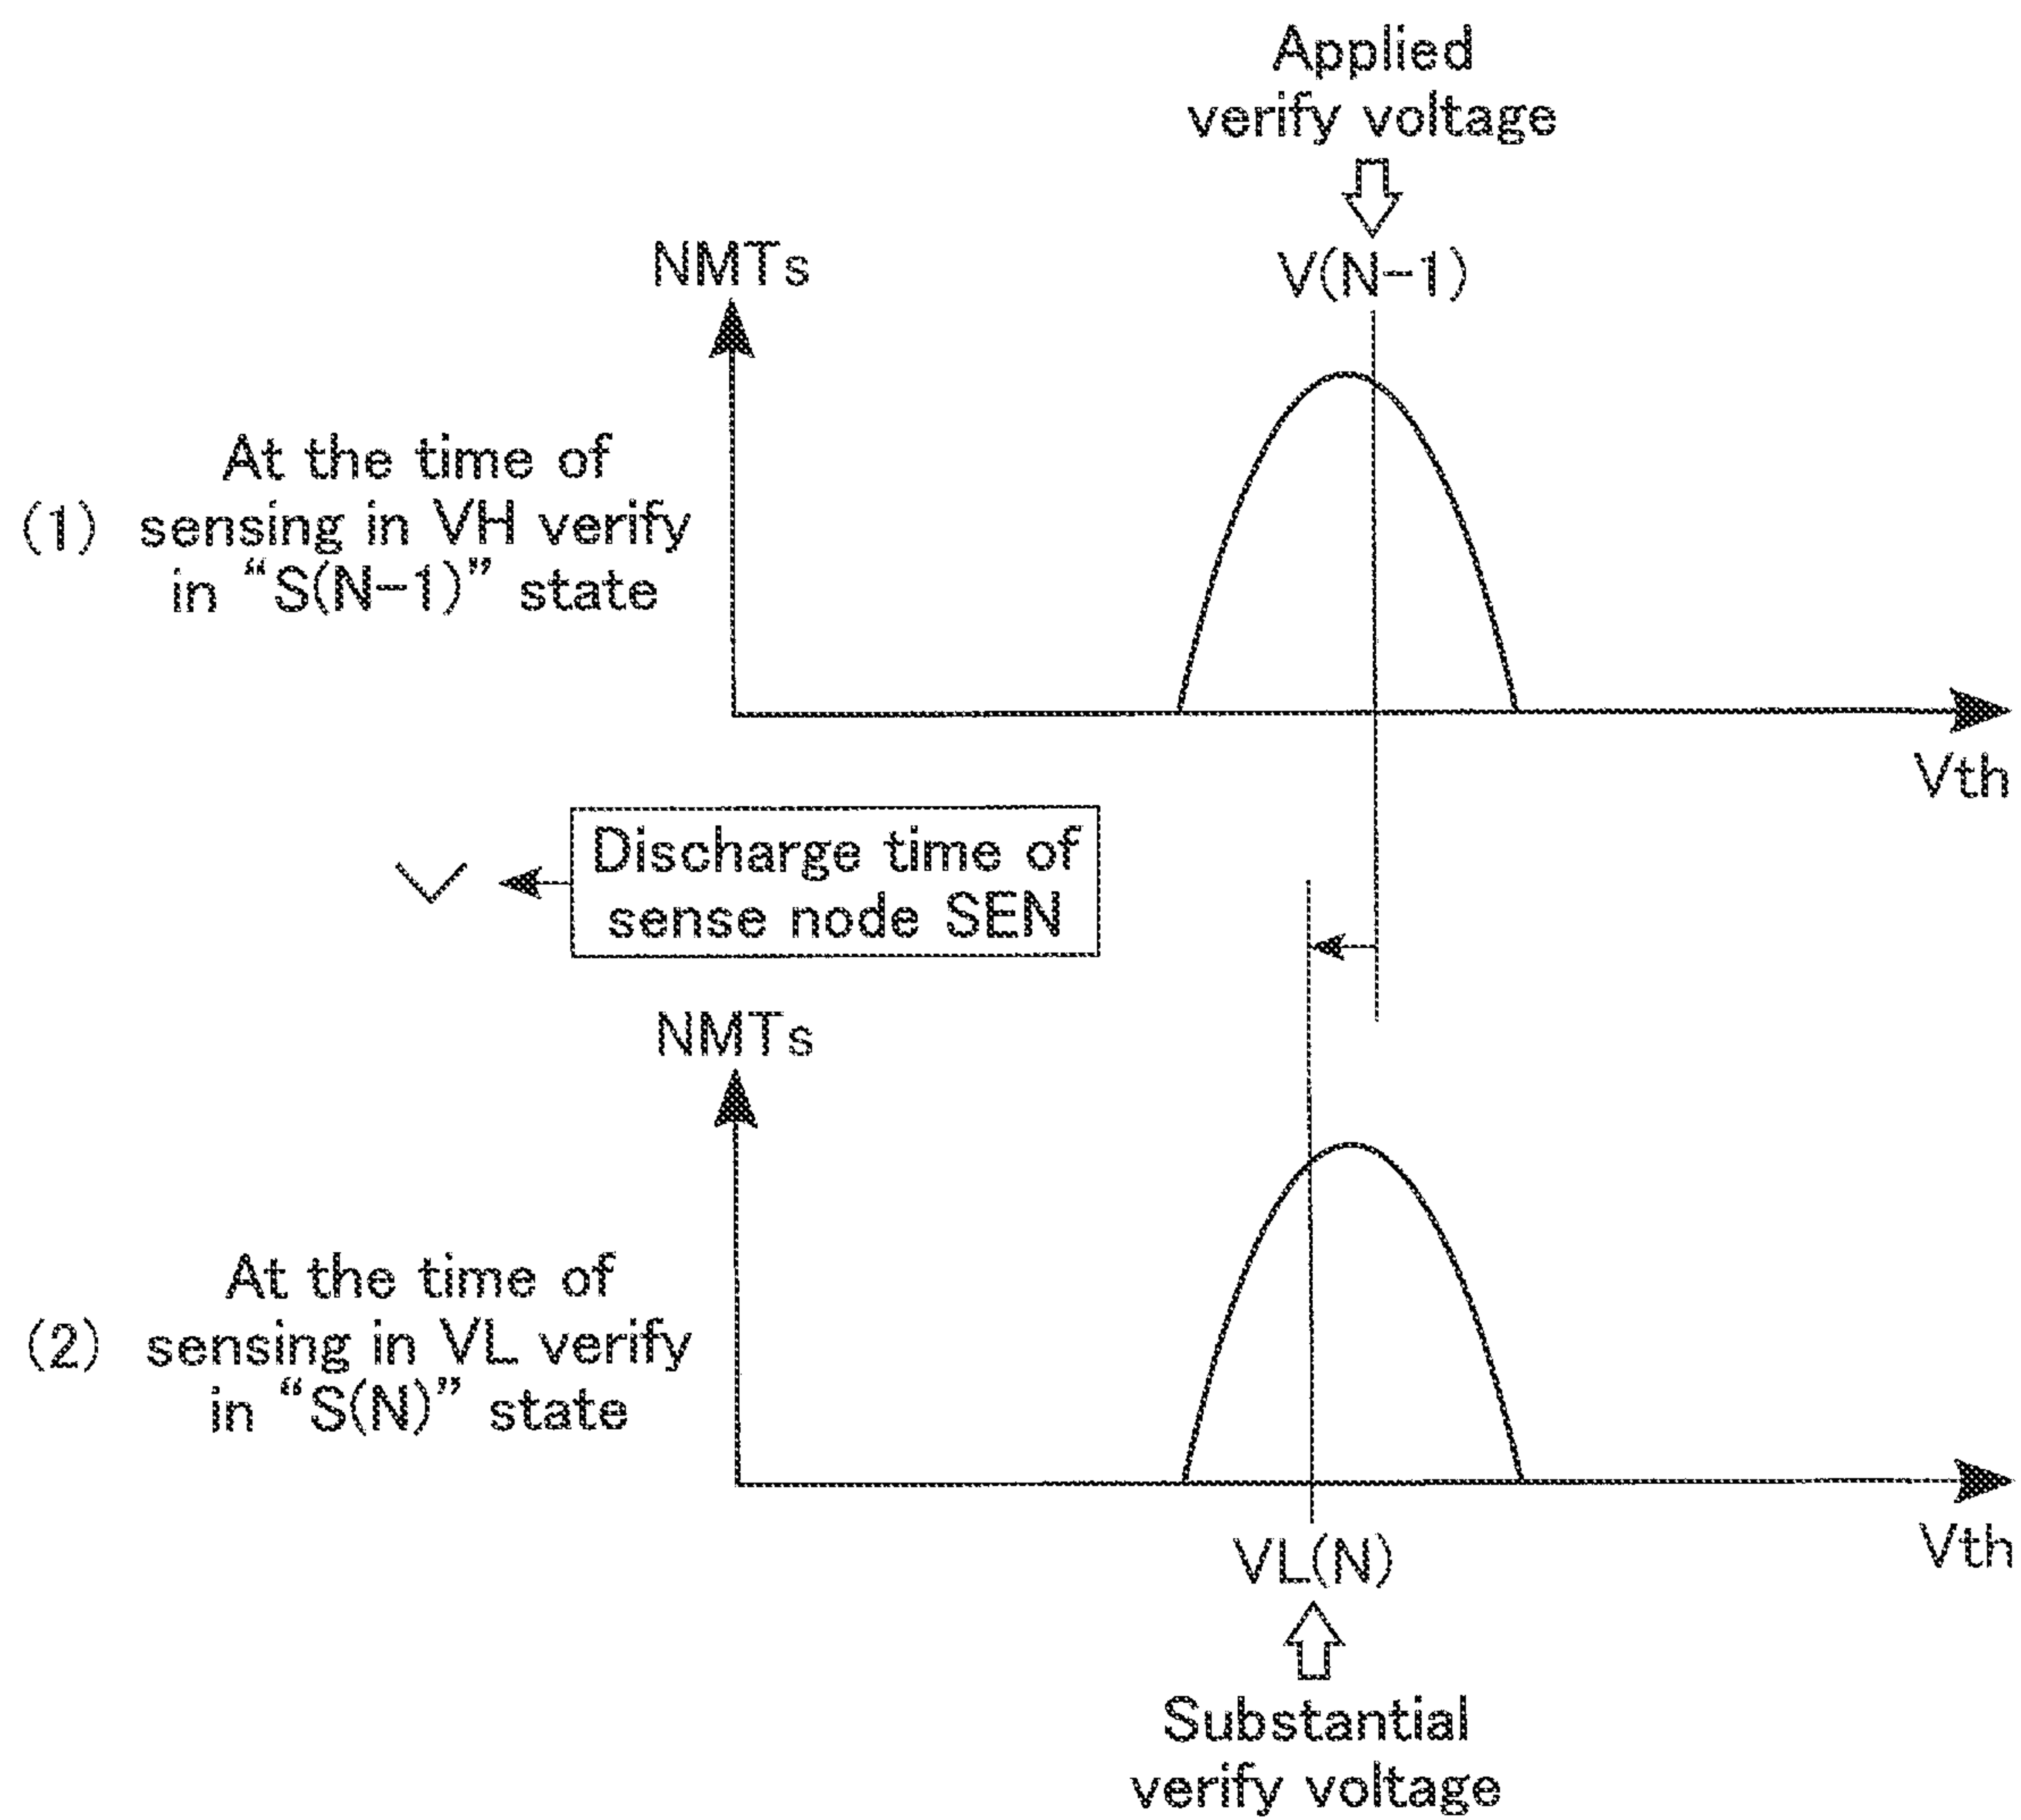 Applied
verify voltage
V(N-1)
NMTs
At the time of
(1) sensing in VH verify
in “S(N-1)” state
Vth
Discharge time of
sense node SEN
NMTs
At the time of
(2) sensing in VL verify
in “S(N)” state
Vth
VL(N)
Substantial
verify voltage